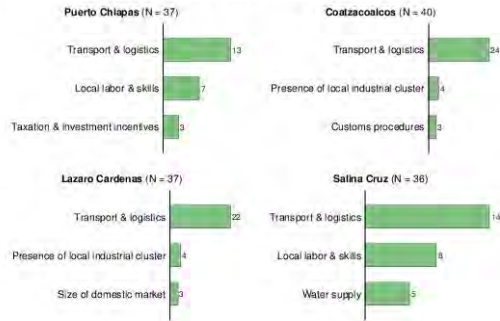 Puerto Chiapas (N = 37)
Transport & logistics 13
Local labor & skills 7
Taxation & investment incentives 3
Coatzacoalcos (N = 40)
Transport & logistics 24
Presence of local industrial cluster 4
Customs procedures 3
Lazaro Cardenas (N = 37)
Transport & logistics 22
Presence of local industrial cluster 4
Size of domestic market 3
Salina Cruz (N = 36)
Transport & logistics 14
Local labor & skills 8
Water supply 5